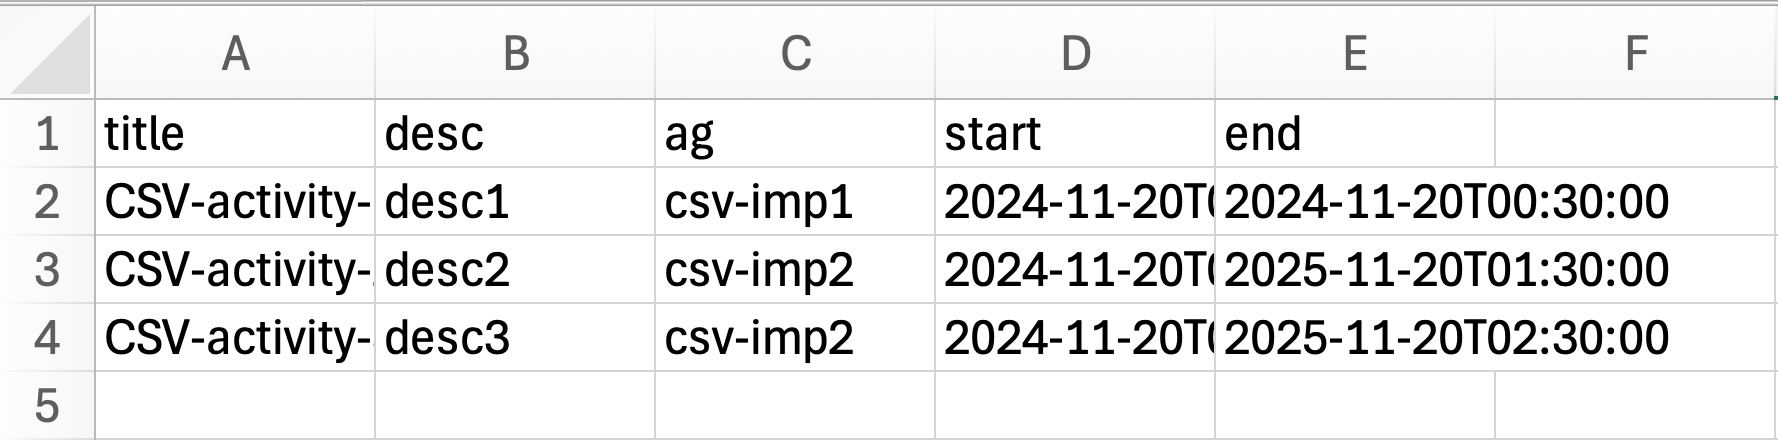 A B C D E F
1 title desc ag start end
2 CSV-activity- desc1 csv-imp1 2024-11-20T 2024-11-20T00:30:00
3 CSV-activity- desc2 csv-imp2 2024-11-20T 2025-11-20T01:30:00
4 CSV-activity- desc3 csv-imp2 2024-11-20T 2025-11-20T02:30:00
5